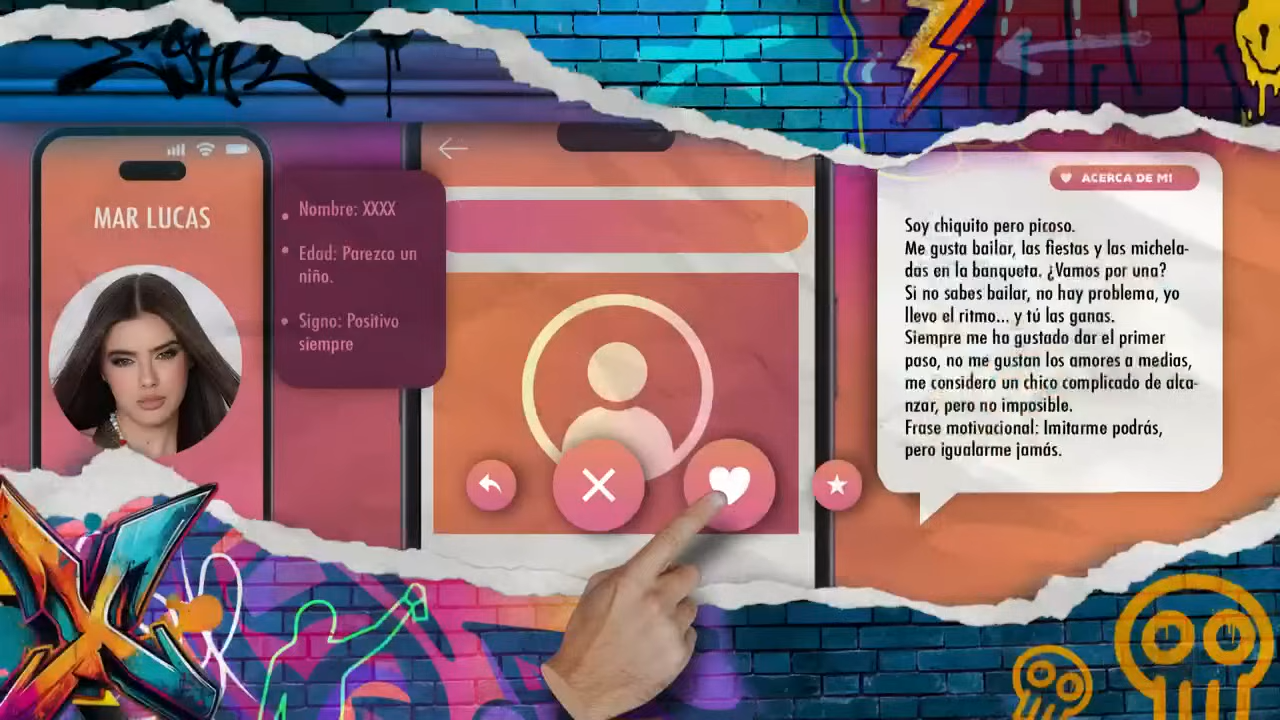 MAR LUCAS
Nombre: XXXX
Edad: Parezco un
niño.
Signo: Positivo
siempre
ACERCA DE MI
Soy chiquito pero picoso.
Me gusta bailar, las fiestas y las michela-
das en la banqueta. ¿Vamos por una?
Si no sabes bailar, no hay problema, yo
llevo el ritmo... y tú las ganas.
Siempre me ha gustado dar el primer
paso, no me gustan los amores a medias,
me considero un chico complicado de alca-
nzar, pero no imposible.
Frase motivacional: Imitarme podrás,
pero igualarme jamás.